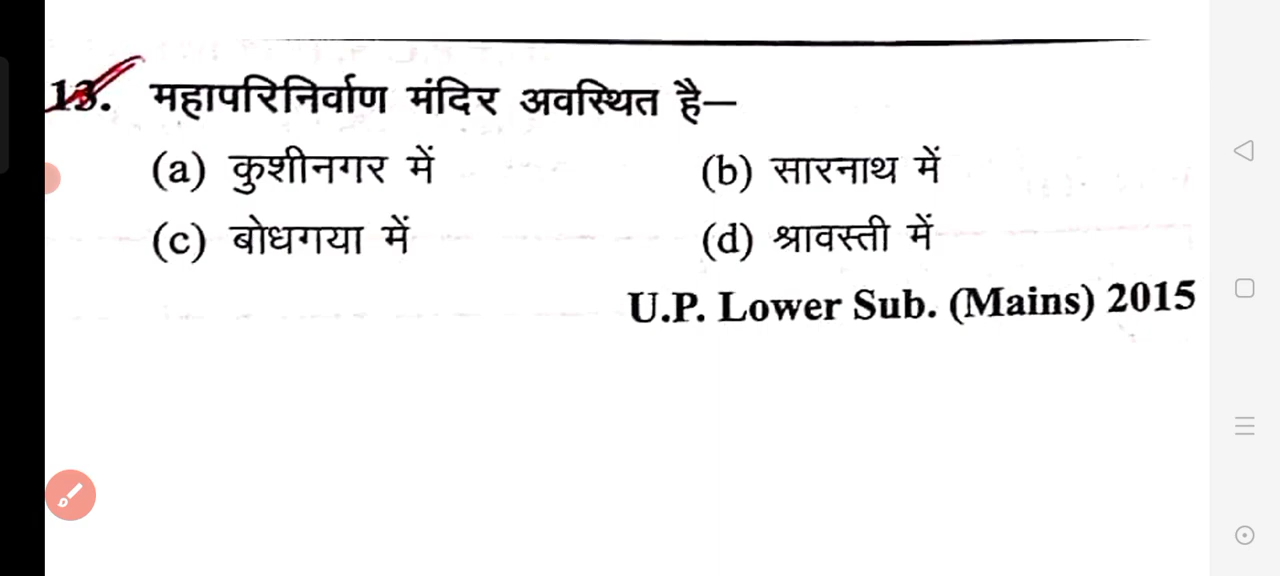 13. महापरिनिर्वाण मंदिर अवस्थित है—
(a) कुशीनगर में (b) सारनाथ में
(c) बोधगया में (d) श्रावस्ती में
U.P. Lower Sub. (Mains) 2015